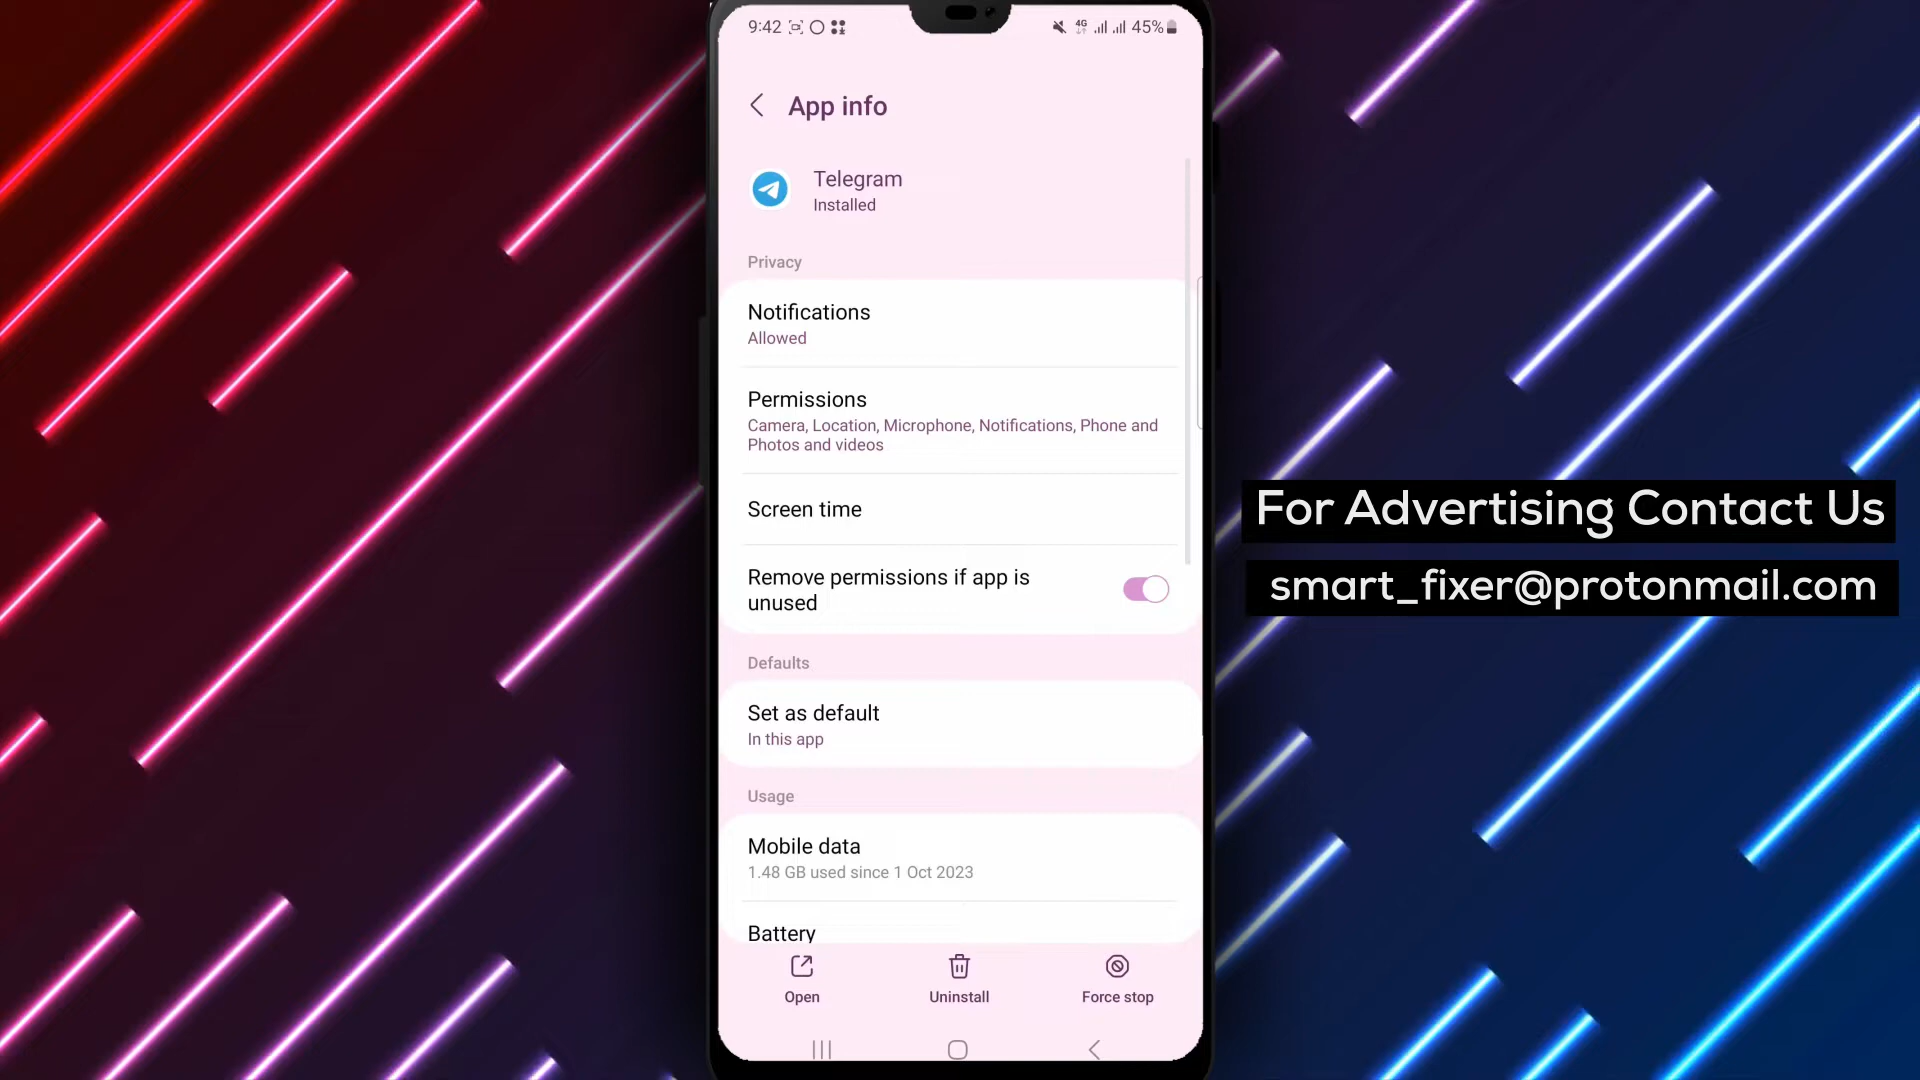 9:42
4G 45%
App info
Telegram
Installed
Privacy
Notifications
Allowed
Permissions
Camera, Location, Microphone, Notifications, Phone and
Photos and videos
Screen time
Remove permissions if app is
unused
Defaults
Set as default
In this app
Usage
Mobile data
1.48 GB used since 1 Oct 2023
Battery
Open
Uninstall
Force stop
For Advertising Contact Us
smart_fixer@protonmail.com